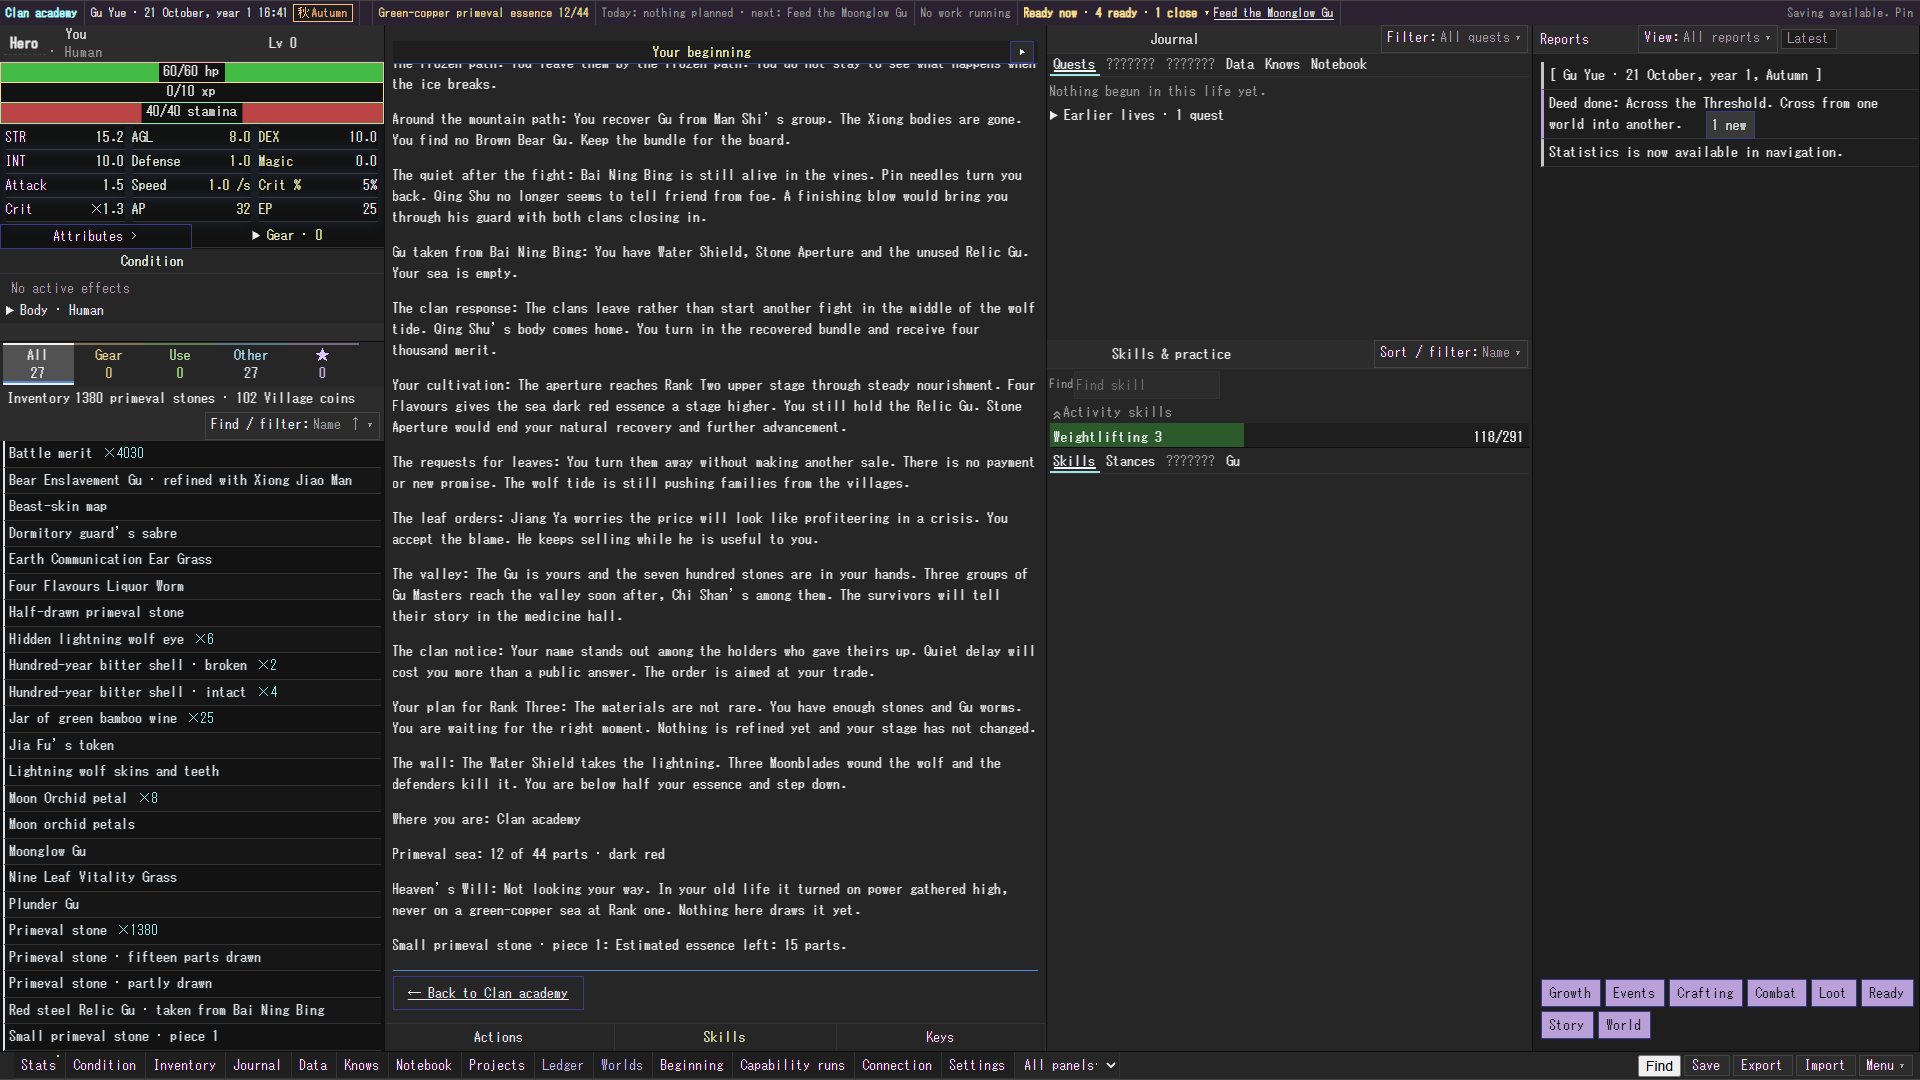 Clan academy Gu Yue · 21 October, year 1 16:41 秋Autumn Green-copper primeval essence 12/44 Today: nothing planned · next: Feed the Moonglow Gu No work running Ready now · 4 ready · 1 close · Feed the Moonglow Gu Saving available. Pin
Hero · You Human Lv 0
60/60 hp
0/10 xp
40/40 stamina
STR 15.2 AGL 8.0 DEX 10.0
INT 10.0 Defense 1.0 Magic 0.0
Attack 1.5 Speed 1.0 /s Crit % 5%
Crit ×1.3 AP 32 EP 25
Attributes > ▶ Gear · 0
Condition
No active effects
▶ Body · Human
All Gear Use Other ★
27 0 0 27 0
Inventory 1380 primeval stones · 102 Village coins
Find / filter: Name ↑ ▾
Battle merit ×4030
Bear Enslavement Gu · refined with Xiong Jiao Man
Beast-skin map
Dormitory guard's sabre
Earth Communication Ear Grass
Four Flavours Liquor Worm
Half-drawn primeval stone
Hidden lightning wolf eye ×6
Hundred-year bitter shell · broken ×2
Hundred-year bitter shell · intact ×4
Jar of green bamboo wine ×25
Jia Fu's token
Lightning wolf skins and teeth
Moon Orchid petal ×8
Moon orchid petals
Moonglow Gu
Nine Leaf Vitality Grass
Plunder Gu
Primeval stone ×1380
Primeval stone · fifteen parts drawn
Primeval stone · partly drawn
Red steel Relic Gu · taken from Bai Ning Bing
Small primeval stone · piece 1
Your beginning ▸
The frozen path: You leave them by the frozen path. You do not stay to see what happens when
the ice breaks.
Around the mountain path: You recover Gu from Man Shi's group. The Xiong bodies are gone.
You find no Brown Bear Gu. Keep the bundle for the board.
The quiet after the fight: Bai Ning Bing is still alive in the vines. Pin needles turn you
back. Qing Shu no longer seems to tell friend from foe. A finishing blow would bring you
through his guard with both clans closing in.
Gu taken from Bai Ning Bing: You have Water Shield, Stone Aperture and the unused Relic Gu.
Your sea is empty.
The clan response: The clans leave rather than start another fight in the middle of the wolf
tide. Qing Shu's body comes home. You turn in the recovered bundle and receive four
thousand merit.
Your cultivation: The aperture reaches Rank Two upper stage through steady nourishment. Four
Flavours gives the sea dark red essence a stage higher. You still hold the Relic Gu. Stone
Aperture would end your natural recovery and further advancement.
The requests for leaves: You turn them away without making another sale. There is no payment
or new promise. The wolf tide is still pushing families from the villages.
The leaf orders: Jiang Ya worries the price will look like profiteering in a crisis. You
accept the blame. He keeps selling while he is useful to you.
The valley: The Gu is yours and the seven hundred stones are in your hands. Three groups of
Gu Masters reach the valley soon after, Chi Shan's among them. The survivors will tell
their story in the medicine hall.
The clan notice: Your name stands out among the holders who gave theirs up. Quiet delay will
cost you more than a public answer. The order is aimed at your trade.
Your plan for Rank Three: The materials are not rare. You have enough stones and Gu worms.
You are waiting for the right moment. Nothing is refined yet and your stage has not changed.
The wall: The Water Shield takes the lightning. Three Moonblades wound the wolf and the
defenders kill it. You are below half your essence and step down.
Where you are: Clan academy
Primeval sea: 12 of 44 parts · dark red
Heaven's Will: Not looking your way. In your old life it turned on power gathered high,
never on a green-copper sea at Rank one. Nothing here draws it yet.
Small primeval stone · piece 1: Estimated essence left: 15 parts.
← Back to Clan academy
Actions Skills Keys
Journal Filter: All quests ▾
Quests ??????? ??????? Data Knows Notebook
Nothing begun in this life yet.
▶ Earlier lives · 1 quest
Skills & practice Sort / filter: Name ▾
Find Find skill
Activity skills
Weightlifting 3 118/291
Skills Stances ??????? Gu
Reports View: All reports ▾ Latest
[ Gu Yue · 21 October, year 1, Autumn ]
Deed done: Across the Threshold. Cross from one
world into another. 1 new
Statistics is now available in navigation.
Growth Events Crafting Combat Loot Ready
Story World
Stats Condition Inventory Journal Data Knows Notebook Projects Ledger Worlds Beginning Capability runs Connection Settings All panels Find Save Export Import Menu